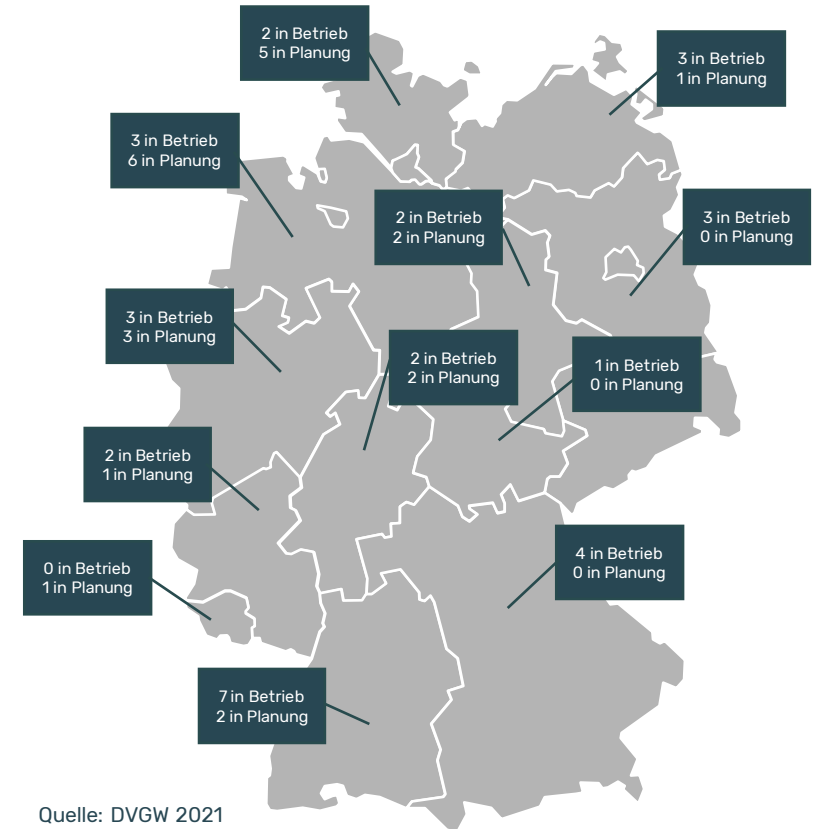 2 in Betrieb
5 in Planung
3 in Betrieb
1 in Planung
3 in Betrieb
6 in Planung
2 in Betrieb
2 in Planung
3 in Betrieb
0 in Planung
3 in Betrieb
3 in Planung
2 in Betrieb
2 in Planung
1 in Betrieb
0 in Planung
2 in Betrieb
1 in Planung
4 in Betrieb
0 in Planung
0 in Betrieb
1 in Planung
7 in Betrieb
2 in Planung
Quelle: DVGW 2021